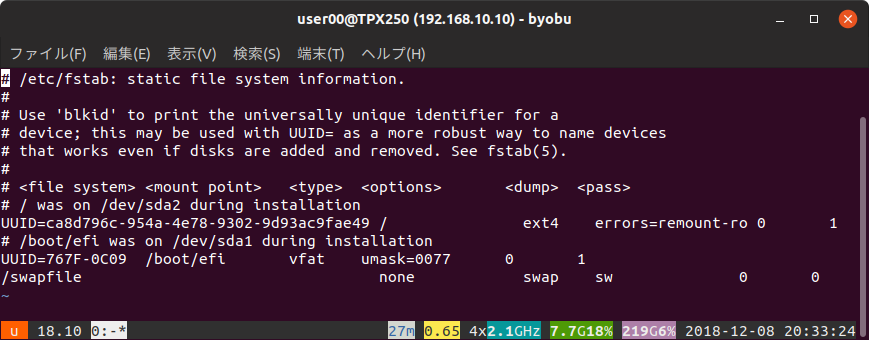 user00@TPX250 (192.168.10.10) - byobu
ファイル(F) 編集(E) 表示(V) 検索(S) 端末(T) ヘルプ(H)
# /etc/fstab: static file system information.
#
# Use 'blkid' to print the universally unique identifier for a
# device; this may be used with UUID= as a more robust way to name devices
# that works even if disks are added and removed. See fstab(5).
#
# <file system> <mount point>   <type>  <options>       <dump>  <pass>
# / was on /dev/sda2 during installation
UUID=ca8d796c-954a-4e78-9302-9d93ac9fae49 /               ext4    errors=remount-ro 0       1
# /boot/efi was on /dev/sda1 during installation
UUID=767F-0C09  /boot/efi       vfat    umask=0077      0       1
/swapfile                                 none            swap    sw              0       0
~
u 18.10 0:-* 27m 0.65 4x2.1GHz 7.7G18% 219G6% 2018-12-08 20:33:24